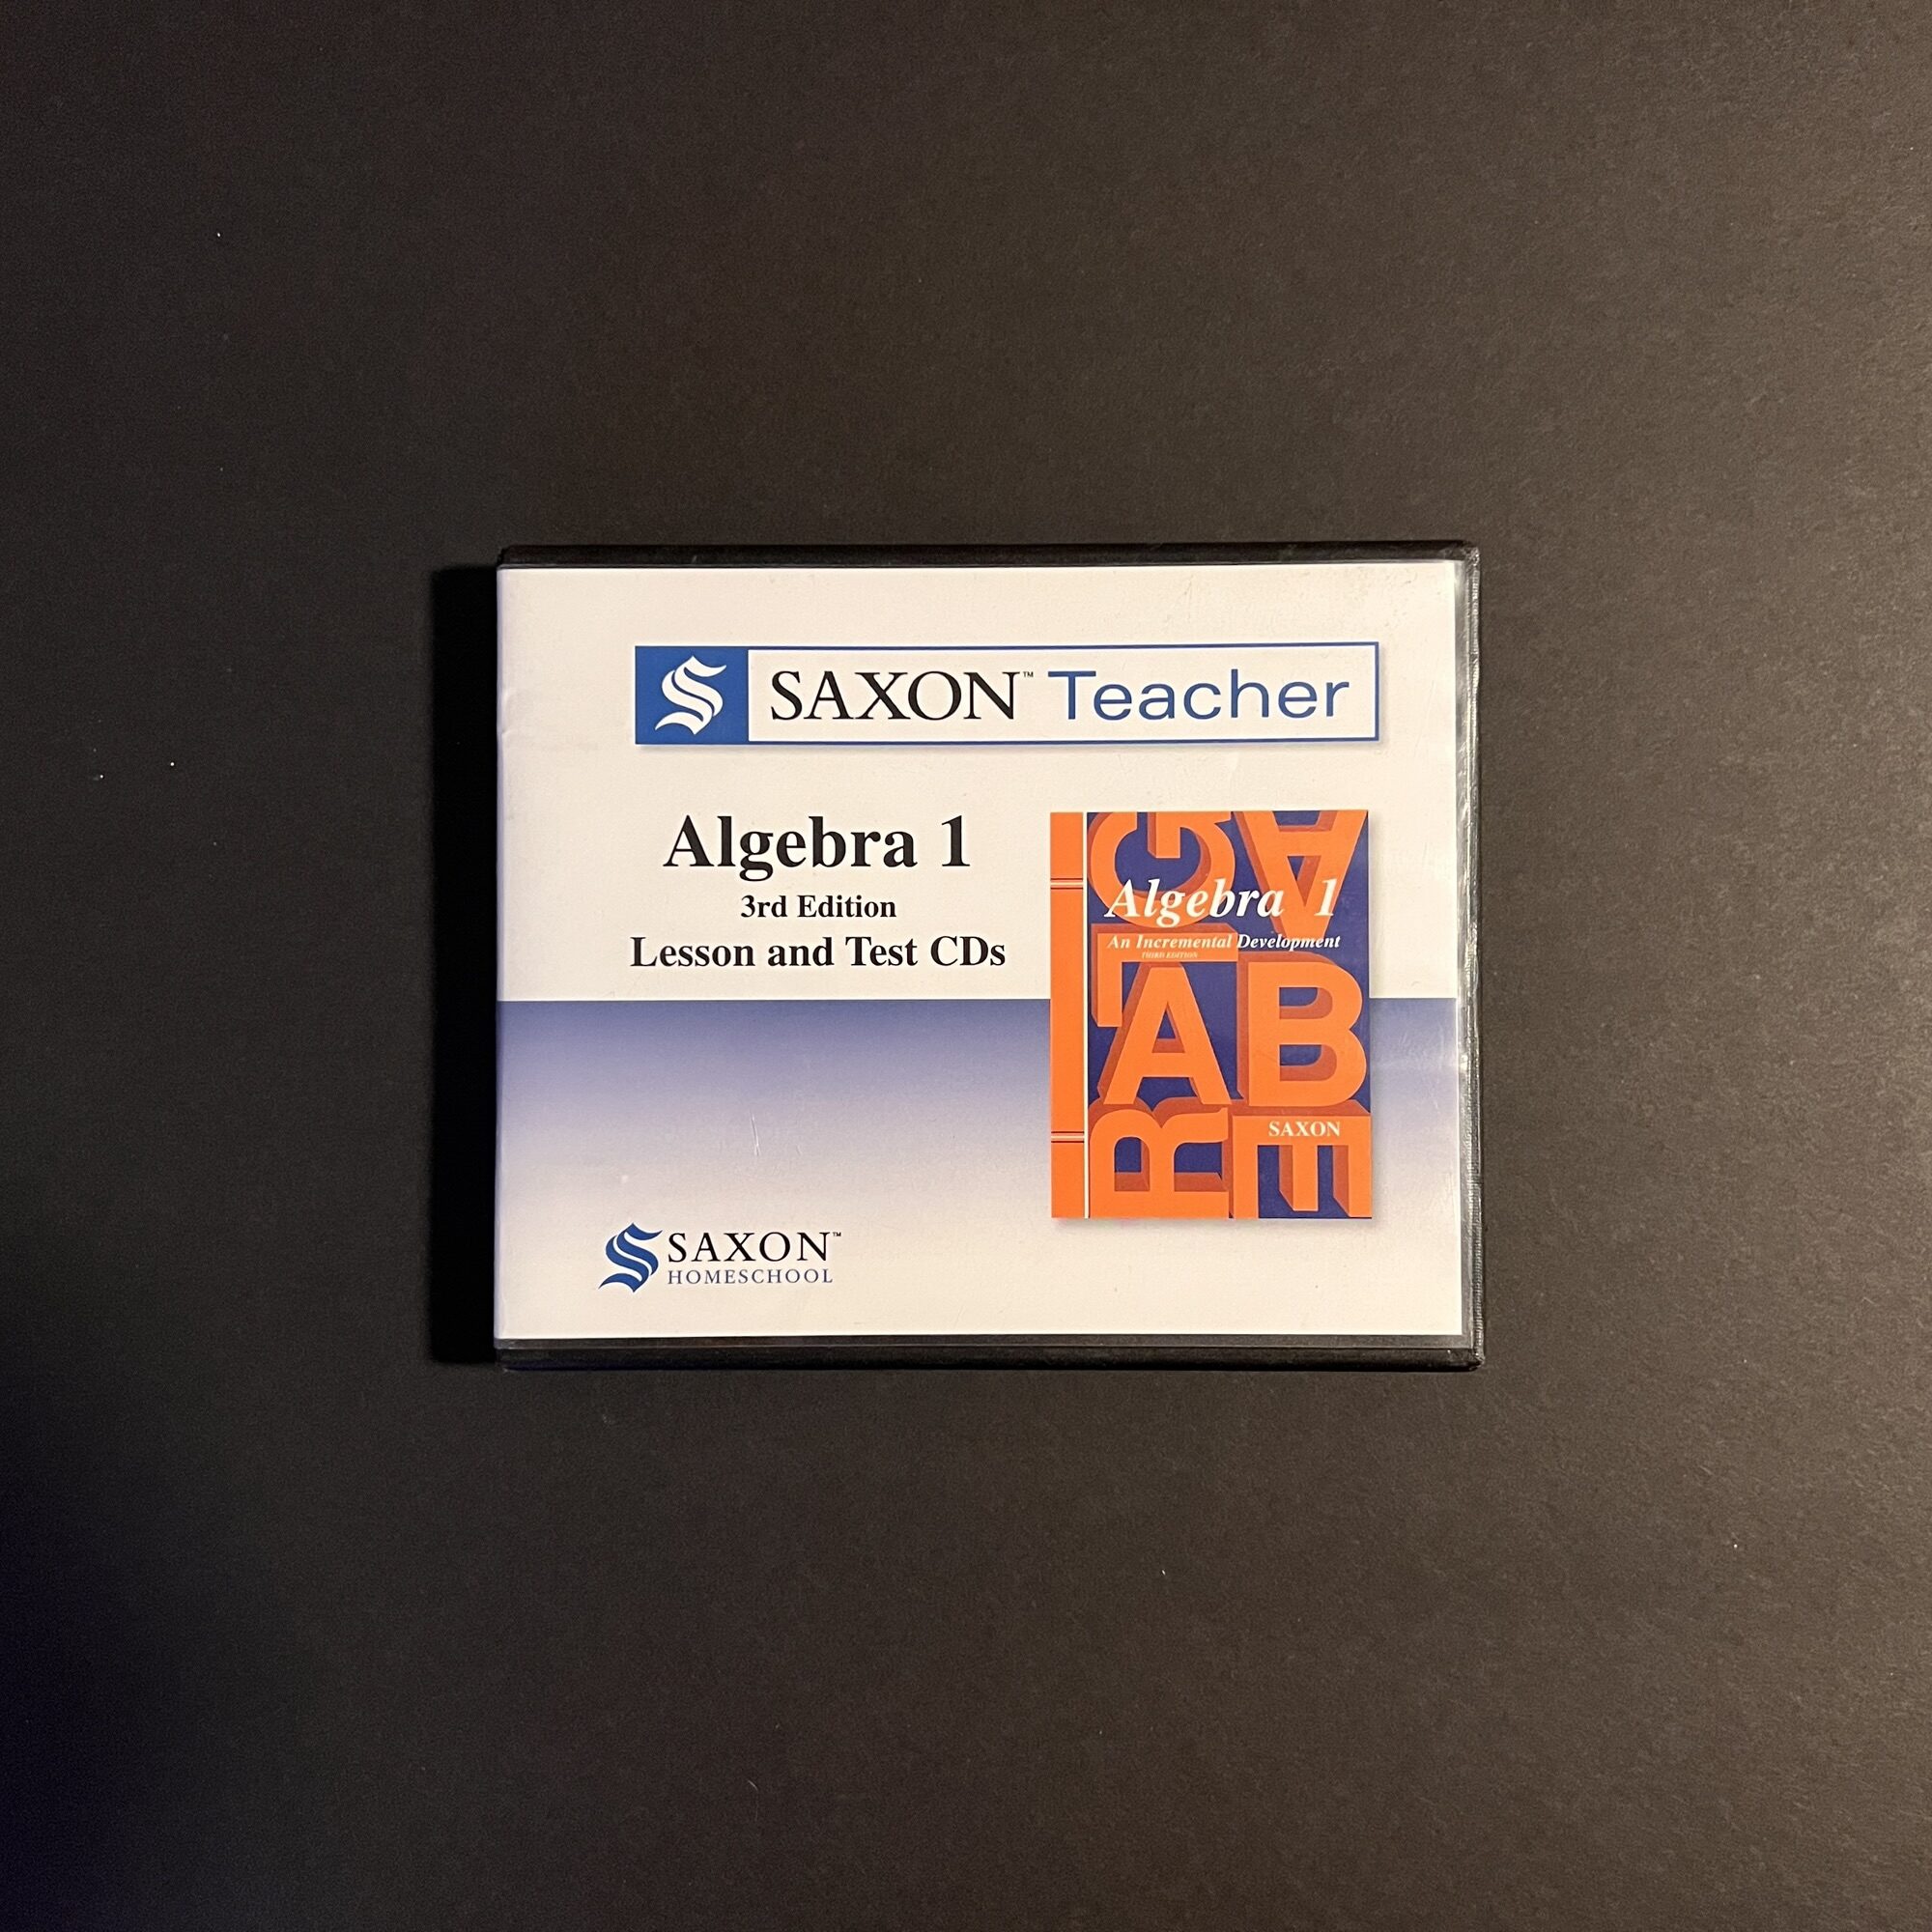 S SAXON™ Teacher
Algebra 1
3rd Edition
Lesson and Test CDs
ALGEBRA
Algebra 1
An Incremental Development
THIRD EDITION
SAXON
S SAXON™
HOMESCHOOL